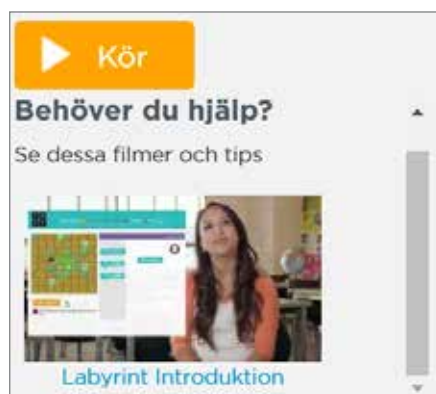 Kör
Behöver du hjälp?
Se dessa filmer och tips
Labyrint Introduktion